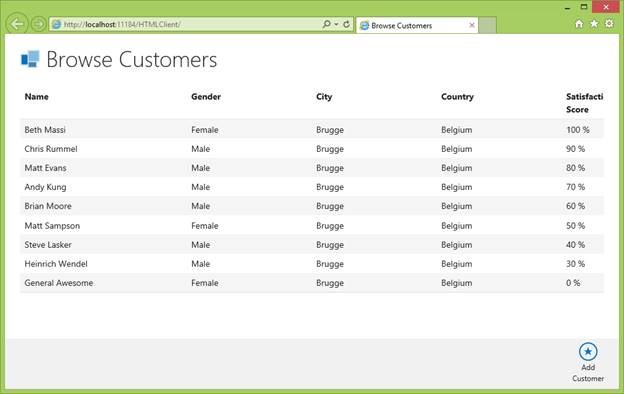 http://localhost:11184/HTMLClient/
Browse Customers
Browse Customers
Name Gender City Country Satisfacti
Score
Beth Massi Female Brugge Belgium 100 %
Chris Rummel Male Brugge Belgium 90 %
Matt Evans Male Brugge Belgium 80 %
Andy Kung Male Brugge Belgium 70 %
Brian Moore Male Brugge Belgium 60 %
Matt Sampson Female Brugge Belgium 50 %
Steve Lasker Male Brugge Belgium 40 %
Heinrich Wendel Male Brugge Belgium 30 %
General Awesome Female Brugge Belgium 0 %
Add
Customer